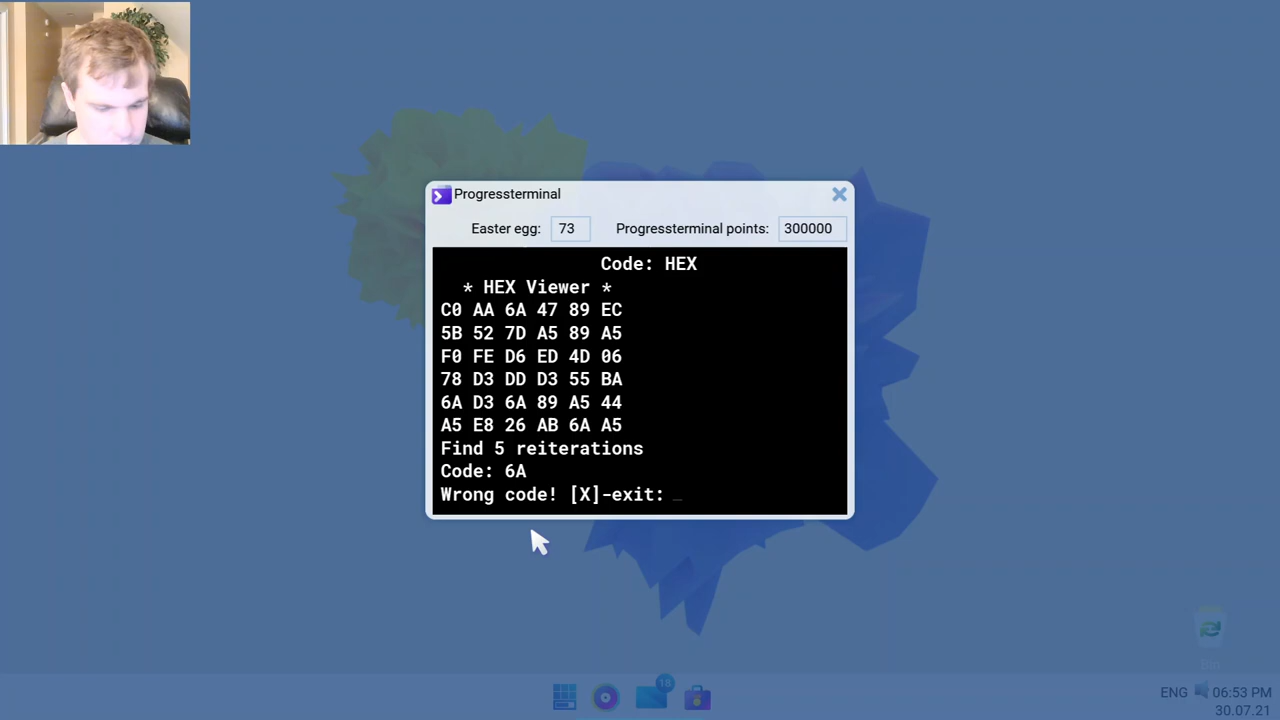 Progressterminal
Easter egg: 73 Progressterminal points: 300000
Code: HEX
* HEX Viewer *
C0 AA 6A 47 89 EC
5B 52 7D A5 89 A5
F0 FE D6 ED 4D 06
78 D3 DD D3 55 BA
6A D3 6A 89 A5 44
A5 E8 26 AB 6A A5
Find 5 reiterations
Code: 6A
Wrong code! [X]-exit: _
Bin
18
ENG 06:53 PM
30.07.21